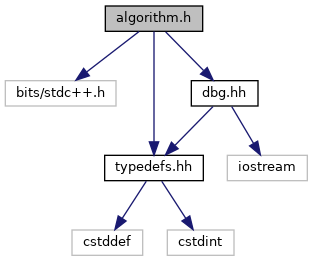 algorithm.h
bits/stdc++.h
dbg.hh
typedefs.hh
iostream
cstddef
cstdint